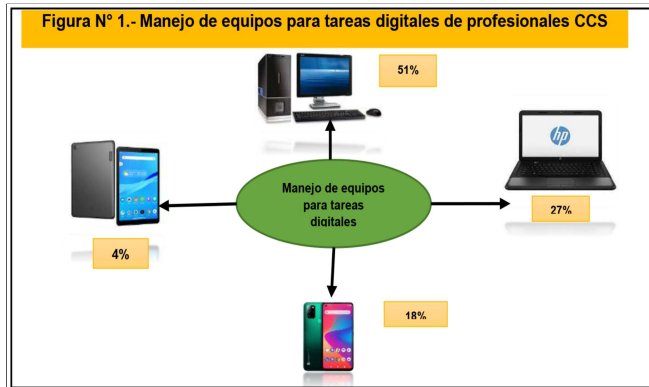 Figura N° 1.- Manejo de equipos para tareas digitales de profesionales CCS
51%
hp
Manejo de equipos
para tareas
digitales
27%
4%
18%